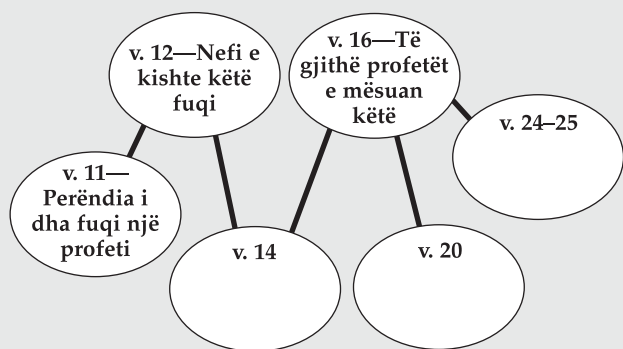 v. 12—Nefi e
kishte këtë
fuqi
v. 16—Të
gjithë profetët
e mësuan
këtë
v. 24–25
v. 11—
Perëndia i
dha fuqi një
profeti
v. 14
v. 20